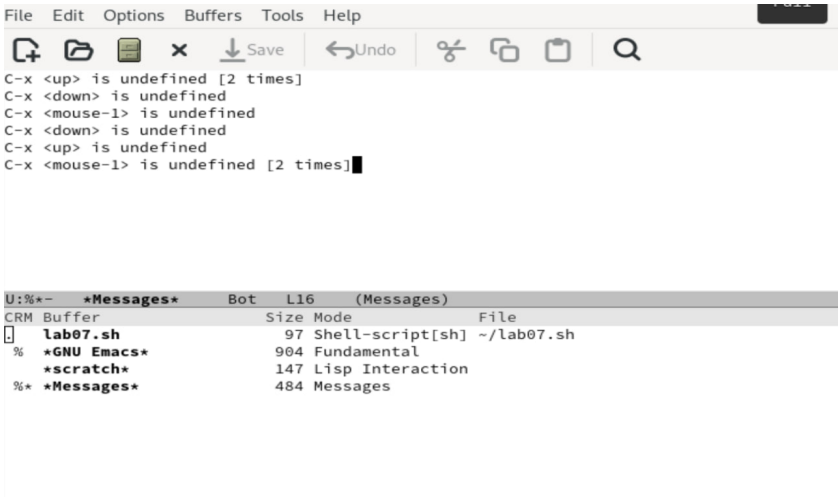 File Edit Options Buffers Tools Help
Save Undo
C-x <up> is undefined [2 times]
C-x <down> is undefined
C-x <mouse-1> is undefined
C-x <down> is undefined
C-x <up> is undefined
C-x <mouse-1> is undefined [2 times]
U:%*- *Messages* Bot L16 (Messages)
CRM Buffer Size Mode File
. lab07.sh 97 Shell-script[sh] ~/lab07.sh
% *GNU Emacs* 904 Fundamental
*scratch* 147 Lisp Interaction
%* *Messages* 484 Messages